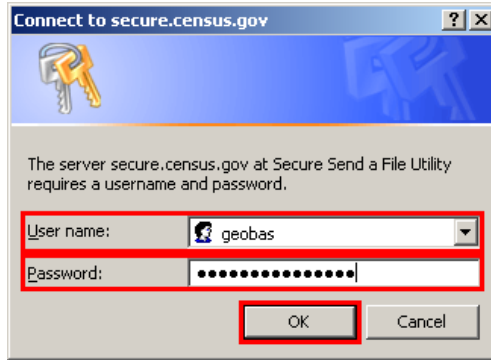 Connect to secure.census.gov
The server secure.census.gov at Secure Send a File Utility
requires a username and password.
User name:
geobas
Password:
●●●●●●●●●●●●●●●
OK
Cancel